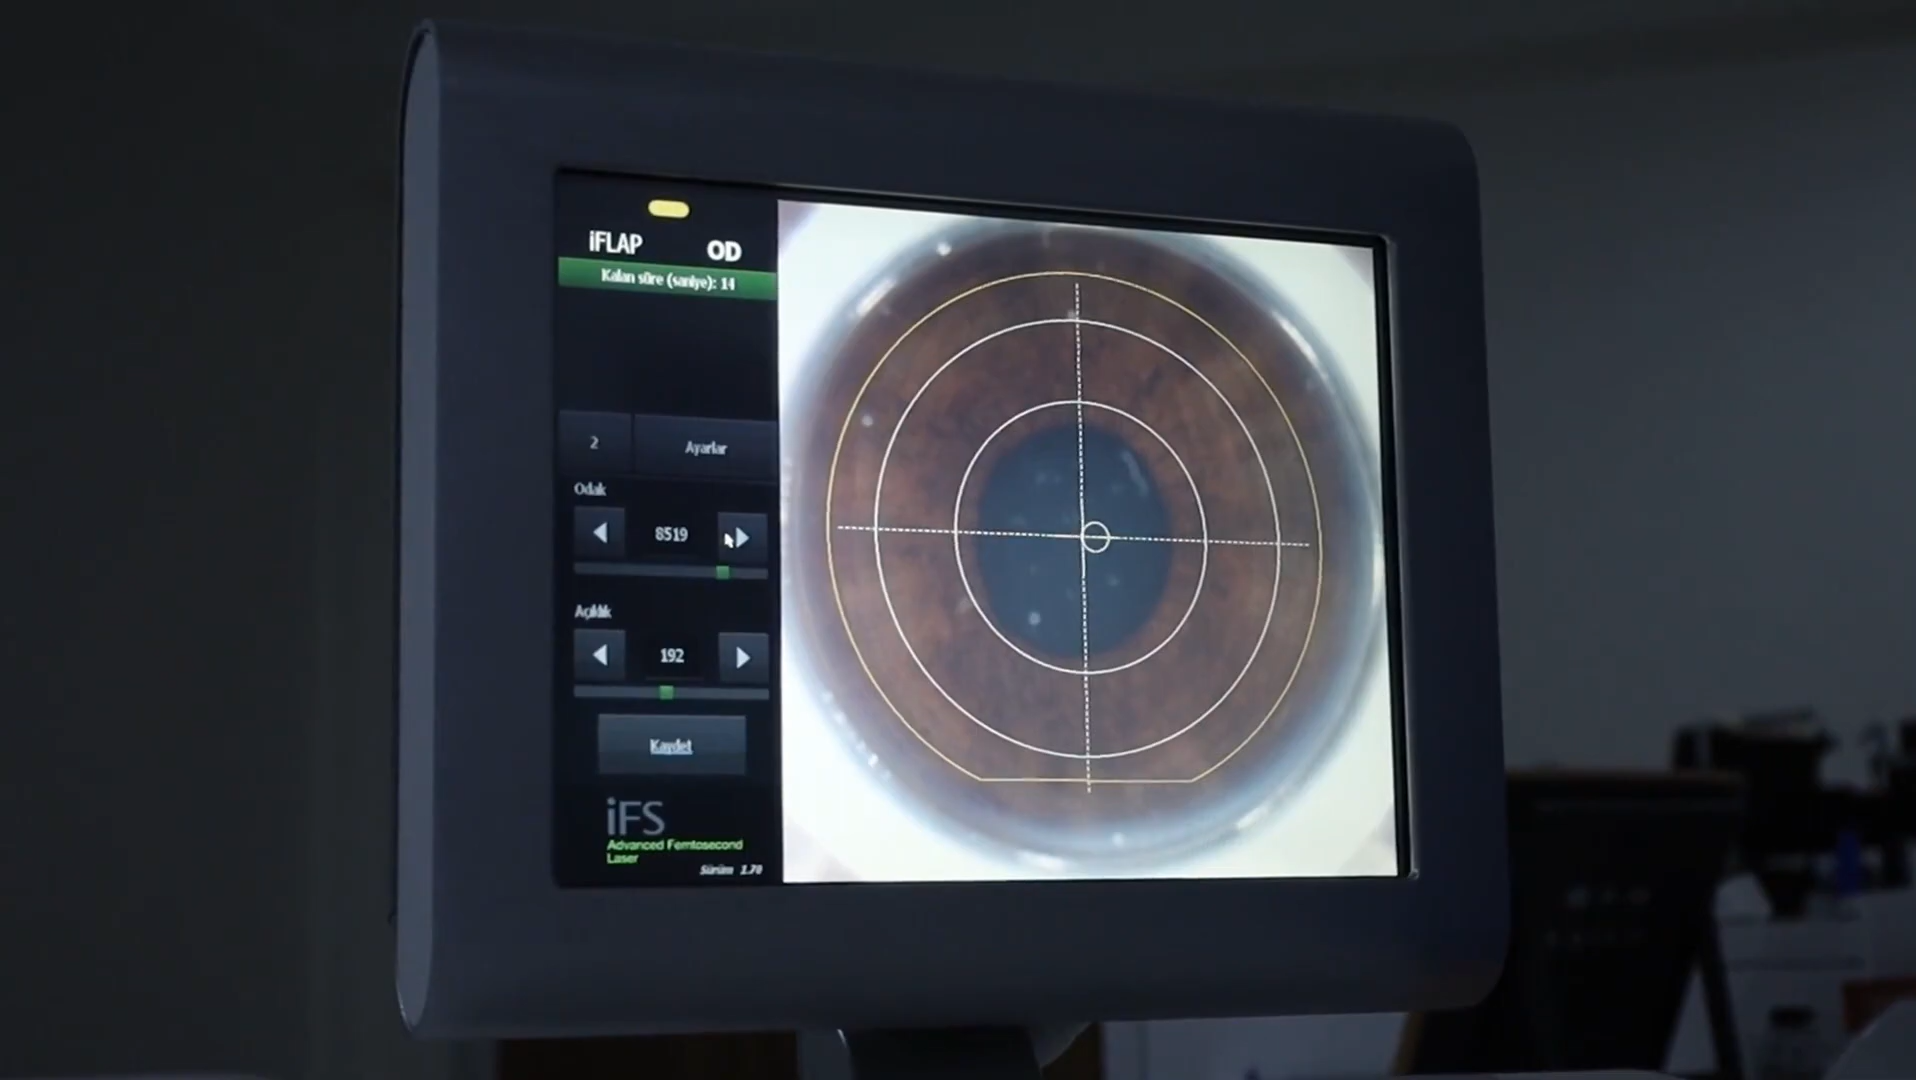 iFLAP OD
Kalan süre (saniye): 14
2 Ayarlar
Odak
8519
Açıklık
192
Kaydet
iFS
Advanced Femtosecond
Laser
Sürüm 1.70